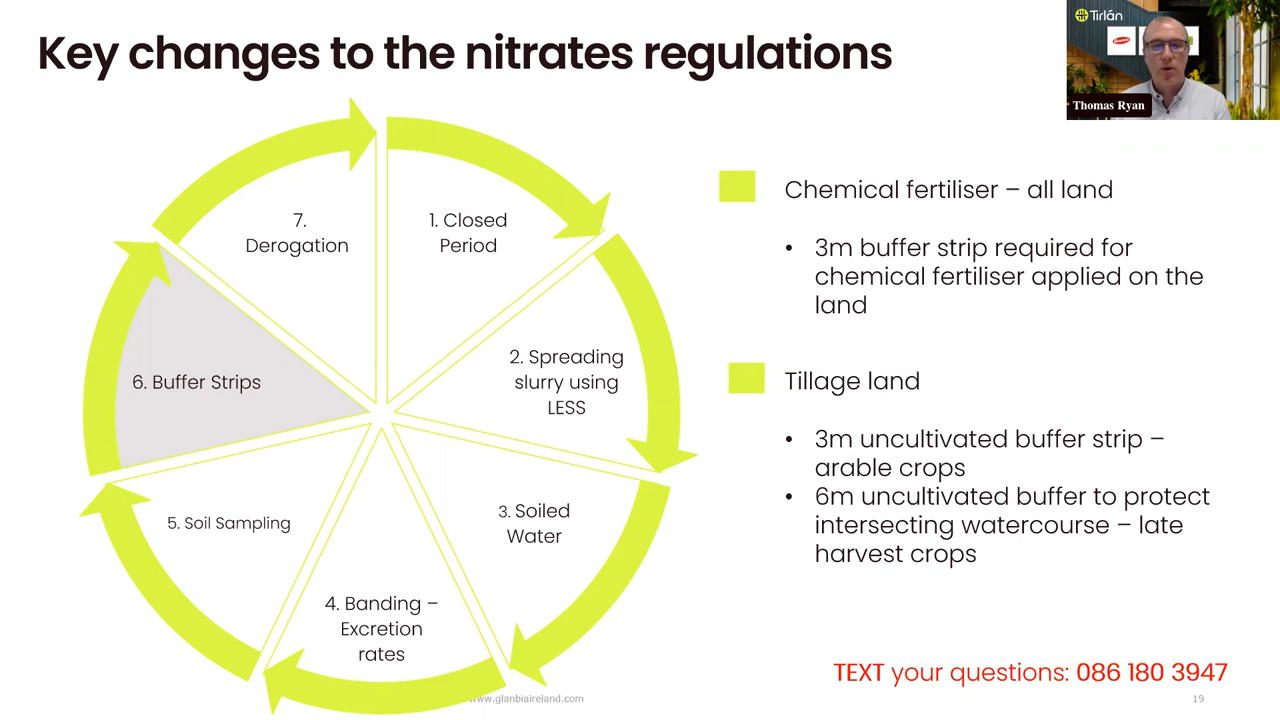 Key changes to the nitrates regulations
Tirlán
Thomas Ryan
7.
Derogation
1. Closed
Period
2. Spreading
slurry using
LESS
3. Soiled
Water
4. Banding –
Excretion
rates
5. Soil Sampling
6. Buffer Strips
Chemical fertiliser – all land
• 3m buffer strip required for
chemical fertiliser applied on the
land
Tillage land
• 3m uncultivated buffer strip –
arable crops
• 6m uncultivated buffer to protect
intersecting watercourse – late
harvest crops
TEXT your questions: 086 180 3947
www.glanbiaireland.com
19